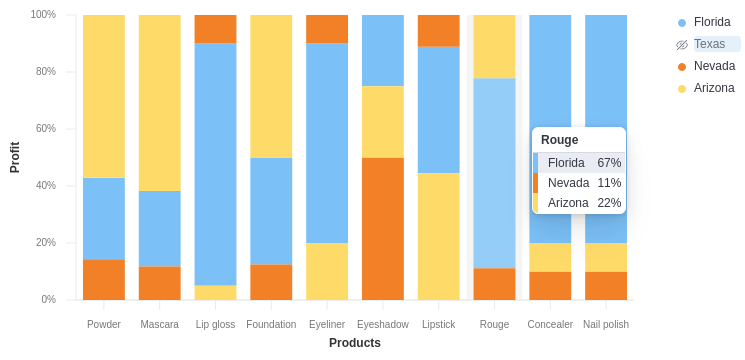 100%
80%
60%
40%
20%
0%
Profit
Powder
Mascara
Lip gloss
Foundation
Eyeliner
Eyeshadow
Lipstick
Rouge
Concealer
Nail polish
Products
Florida
Texas
Nevada
Arizona
Rouge
Florida 67%
Nevada 11%
Arizona 22%